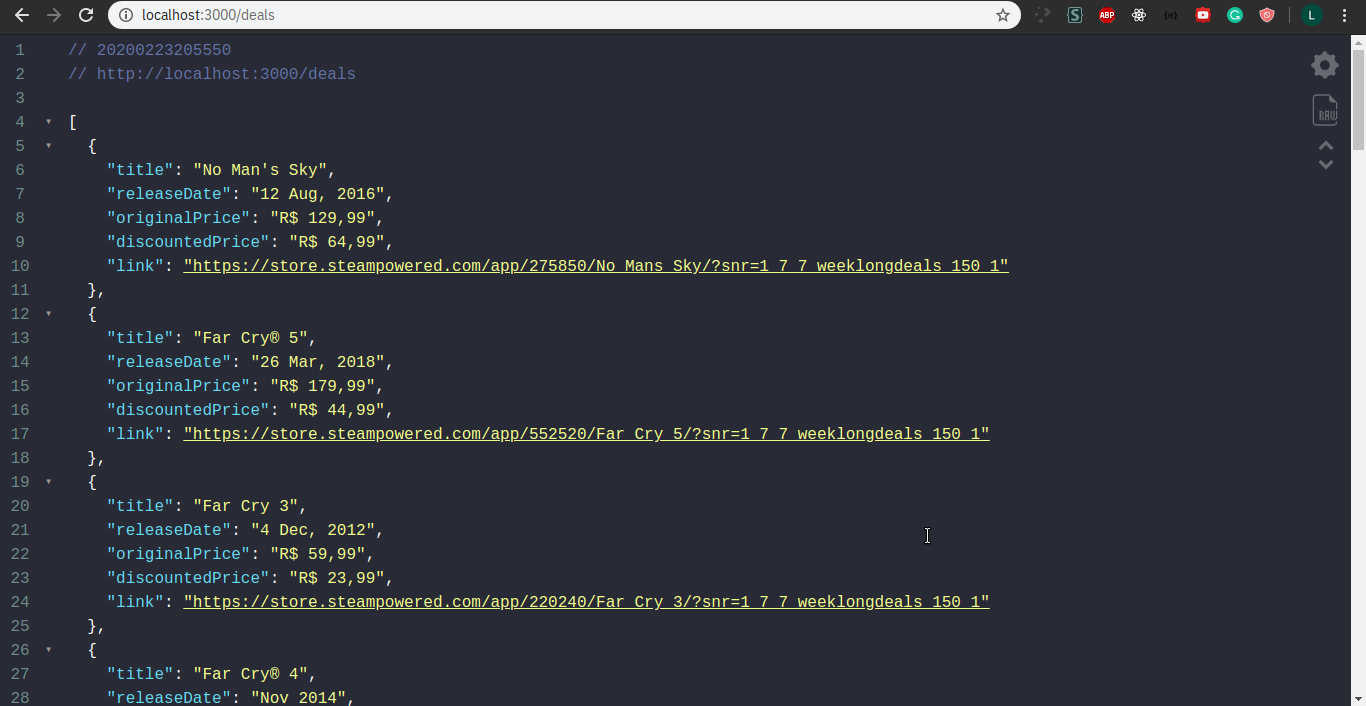 localhost:3000/deals
S ABP L
RAW
1 // 20200223205550
2 // http://localhost:3000/deals
3
4 [
5 {
6 "title": "No Man's Sky",
7 "releaseDate": "12 Aug, 2016",
8 "originalPrice": "R$ 129,99",
9 "discountedPrice": "R$ 64,99",
10 "link": "https://store.steampowered.com/app/275850/No_Mans_Sky/?snr=1_7_7_weeklongdeals_150_1"
11 },
12 {
13 "title": "Far Cry® 5",
14 "releaseDate": "26 Mar, 2018",
15 "originalPrice": "R$ 179,99",
16 "discountedPrice": "R$ 44,99",
17 "link": "https://store.steampowered.com/app/552520/Far_Cry_5/?snr=1_7_7_weeklongdeals_150_1"
18 },
19 {
20 "title": "Far Cry 3",
21 "releaseDate": "4 Dec, 2012",
22 "originalPrice": "R$ 59,99",
23 "discountedPrice": "R$ 23,99",
24 "link": "https://store.steampowered.com/app/220240/Far_Cry_3/?snr=1_7_7_weeklongdeals_150_1"
25 },
26 {
27 "title": "Far Cry® 4",
28 "releaseDate": "Nov 2014",